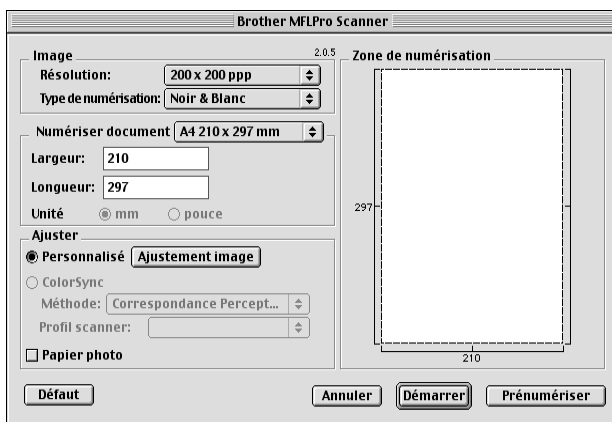 Brother MFLPro Scanner
Image
2.0.5
Résolution: 200 x 200 ppp
Type de numérisation: Noir & Blanc
Numériser document A4 210 x 297 mm
Largeur: 210
Longueur: 297
Unité mm pouce
Ajuster
Personnalisé Ajustement image
ColorSync
Méthode: Correspondance Percept...
Profil scanner:
Papier photo
Zone de numérisation
297
210
Défaut
Annuler
Démarrer
Prénumériser